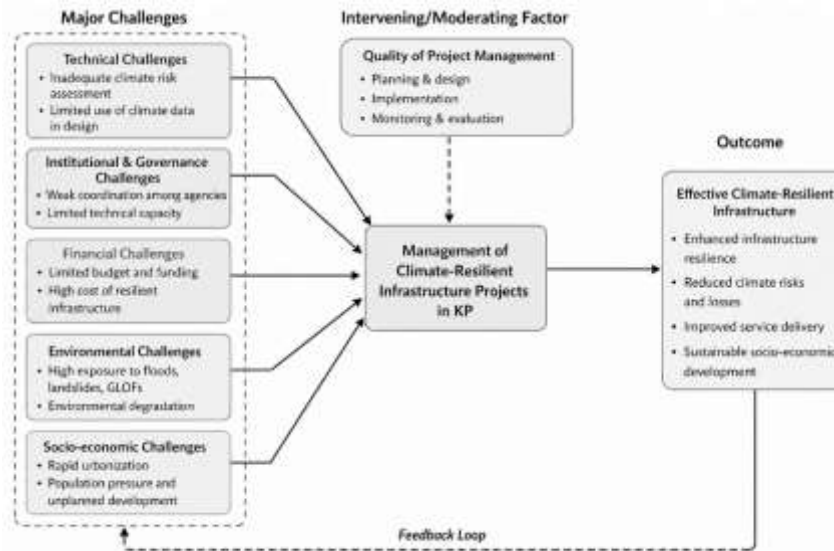 Major Challenges
Technical Challenges
• Inadequate climate risk
assessment
• Limited use of climate data
in design
Institutional & Governance
Challenges
• Weak coordination among agencies
• Limited technical capacity
Financial Challenges
• Limited budget and funding
• High cost of resilient
infrastructure
Environmental Challenges
• High exposure to floods,
landslides, GLOFs
• Environmental degradation
Socio-economic Challenges
• Rapid urbanization
• Population pressure and
unplanned development
Intervening/Moderating Factor
Quality of Project Management
• Planning & design
• Implementation
• Monitoring & evaluation
Management of
Climate-Resilient
Infrastructure Projects
in KP
Outcome
Effective Climate-Resilient
Infrastructure
• Enhanced infrastructure
resilience
• Reduced climate risks
and losses
• Improved service delivery
• Sustainable socio-economic
development
Feedback Loop